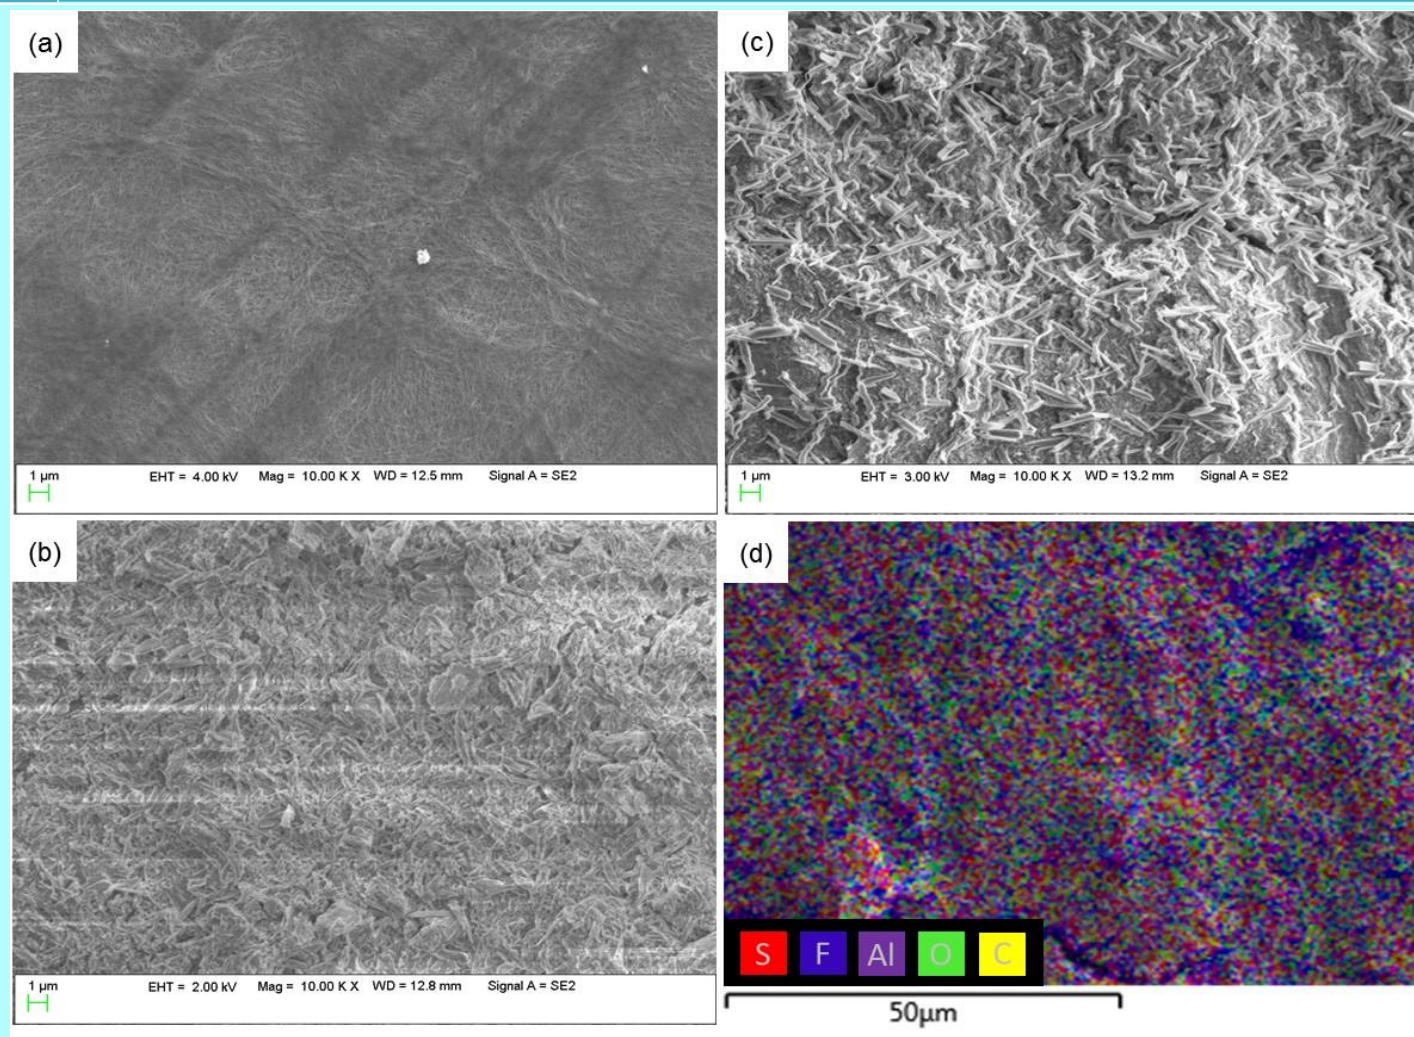 (a)
1 µm EHT = 4.00 kV Mag = 10.00 K X WD = 12.5 mm Signal A = SE2
(b)
1 µm EHT = 2.00 kV Mag = 10.00 K X WD = 12.8 mm Signal A = SE2
(c)
1 µm EHT = 3.00 kV Mag = 10.00 K X WD = 13.2 mm Signal A = SE2
(d)
S F Al O C
50µm